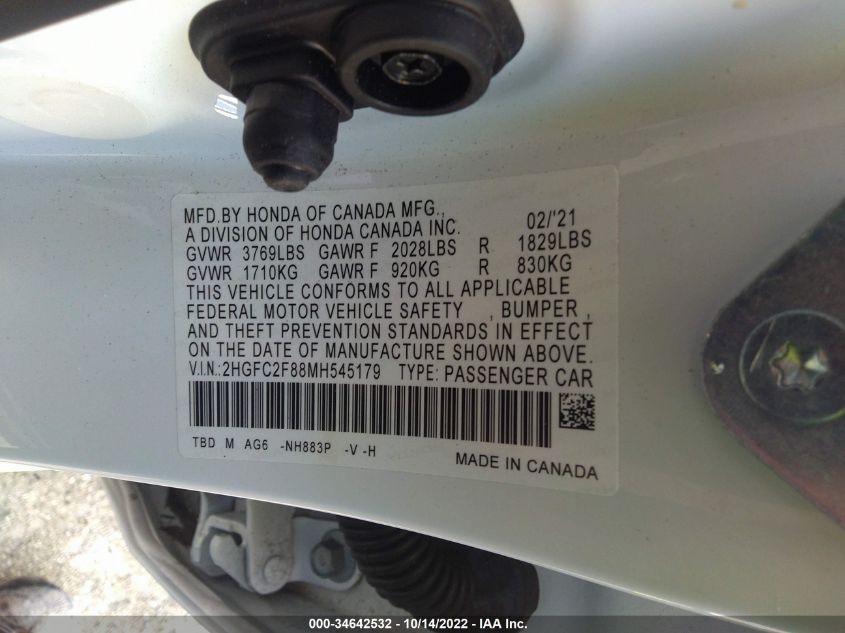 MFD.BY HONDA OF CANADA MFG., 02/'21
A DIVISION OF HONDA CANADA INC.
GVWR 3769LBS GAWR F 2028LBS R 1829LBS
GVWR 1710KG GAWR F 920KG R 830KG
THIS VEHICLE CONFORMS TO ALL APPLICABLE
FEDERAL MOTOR VEHICLE SAFETY , BUMPER ,
AND THEFT PREVENTION STANDARDS IN EFFECT
ON THE DATE OF MANUFACTURE SHOWN ABOVE.
V.I.N.: 2HGFC2F88MH545179 TYPE: PASSENGER CAR
TBD M AG6 -NH883P -V -H
MADE IN CANADA
000-34642532 - 10/14/2022 - IAA Inc.